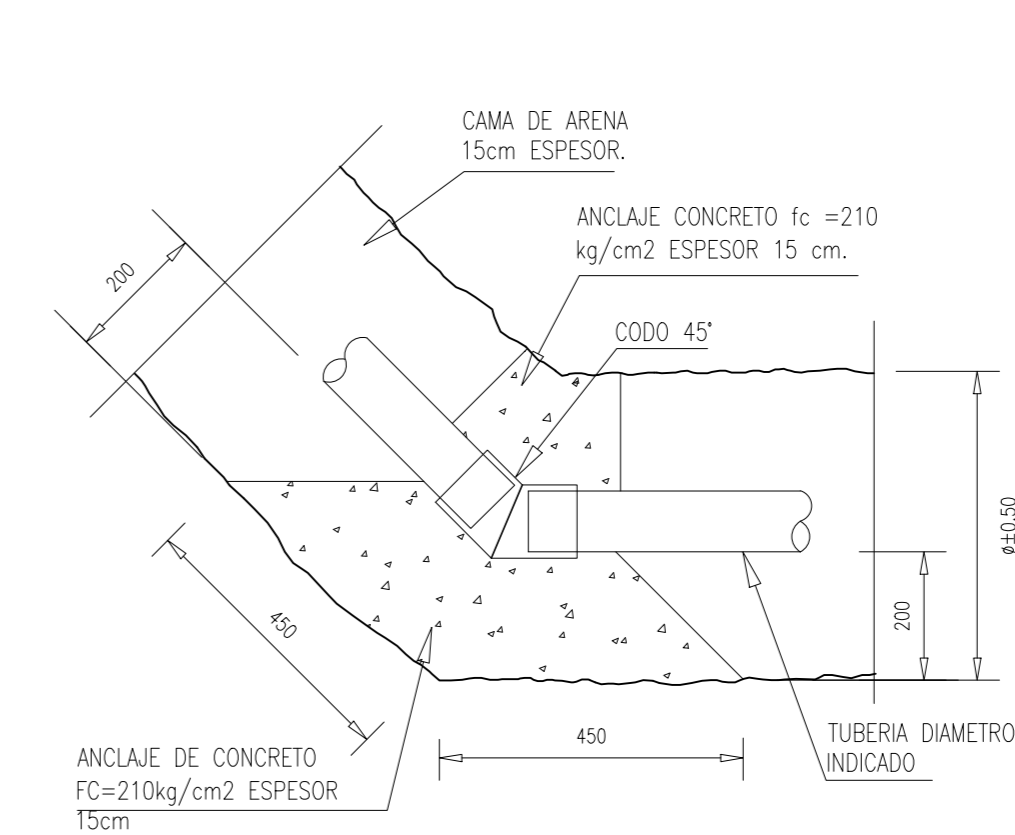 CAMA DE ARENA
15cm ESPESOR.
ANCLAJE CONCRETO fc =210
kg/cm2 ESPESOR 15 cm.
CODO 45°
200
450
ø±0.50
200
450
TUBERIA DIAMETRO
INDICADO
ANCLAJE DE CONCRETO
FC=210kg/cm2 ESPESOR
15cm